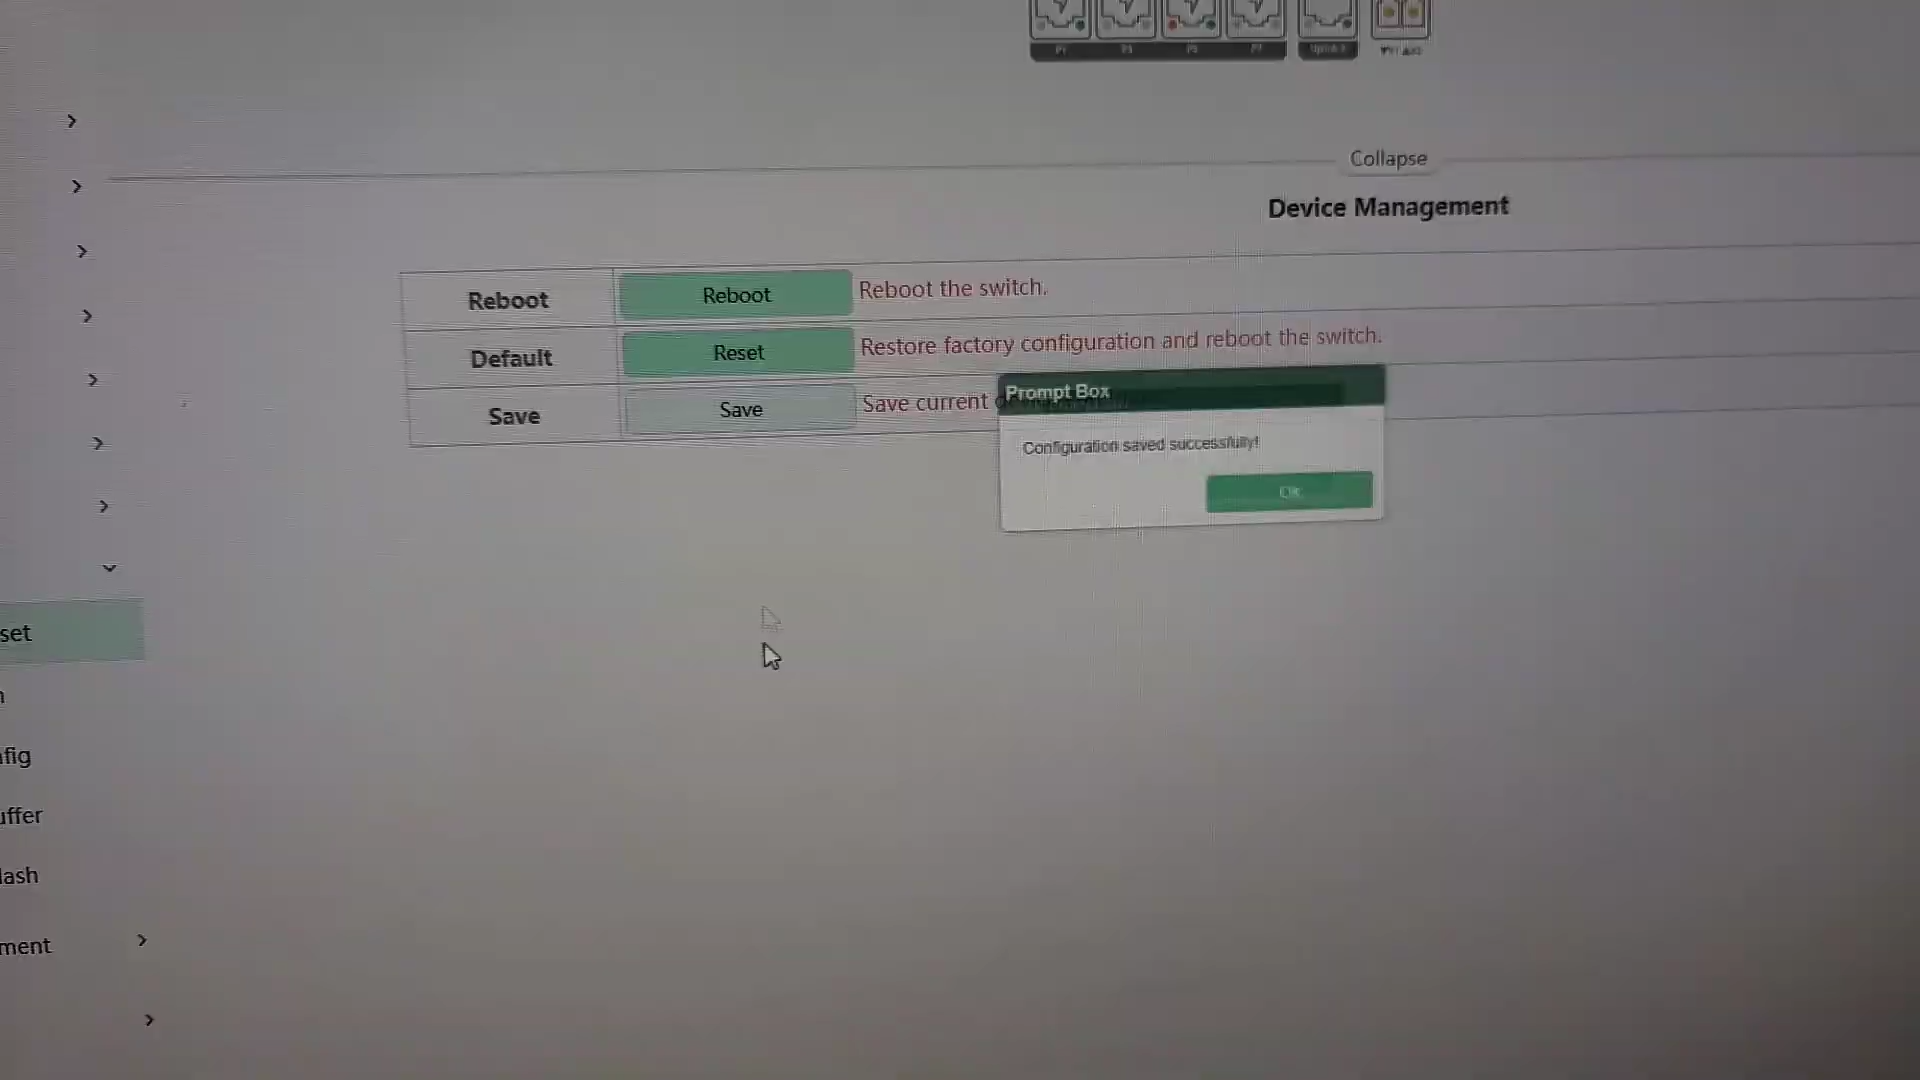 Collapse
Device Management
Reboot Reboot Reboot the switch.
Default Reset Restore factory configuration and reboot the switch.
Save Save Save current
Prompt Box
Configuration saved successfully!
Ok
set
fig
uffer
lash
ment